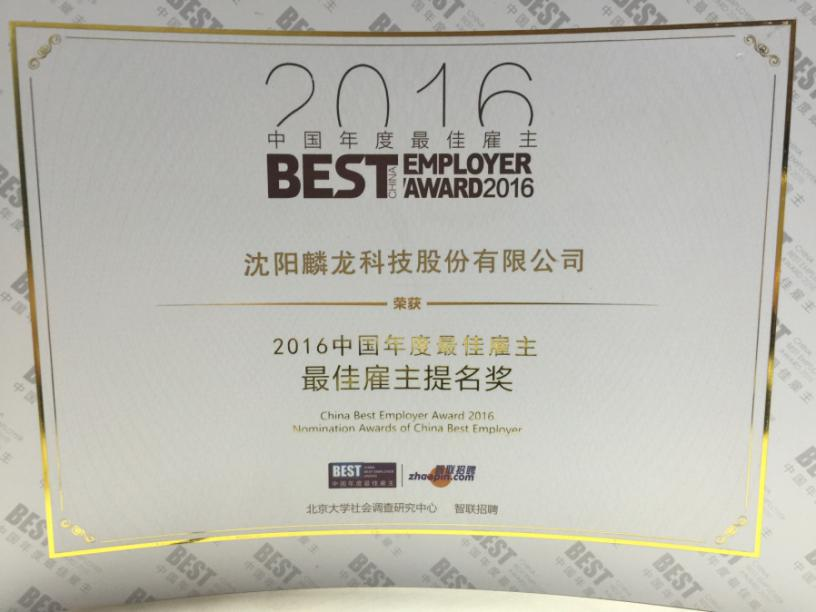 2016
中国年度最佳雇主
BEST CHINA EMPLOYER AWARD2016
沈阳麟龙科技股份有限公司
荣获
2016中国年度最佳雇主
最佳雇主提名奖
China Best Employer Award 2016
Nomination Awards of China Best Employer
BEST CHINA BEST EMPLOYER AWARD
中国年度最佳雇主
智联招聘
zhaopin.com
北京大学社会调查研究中心 智联招聘